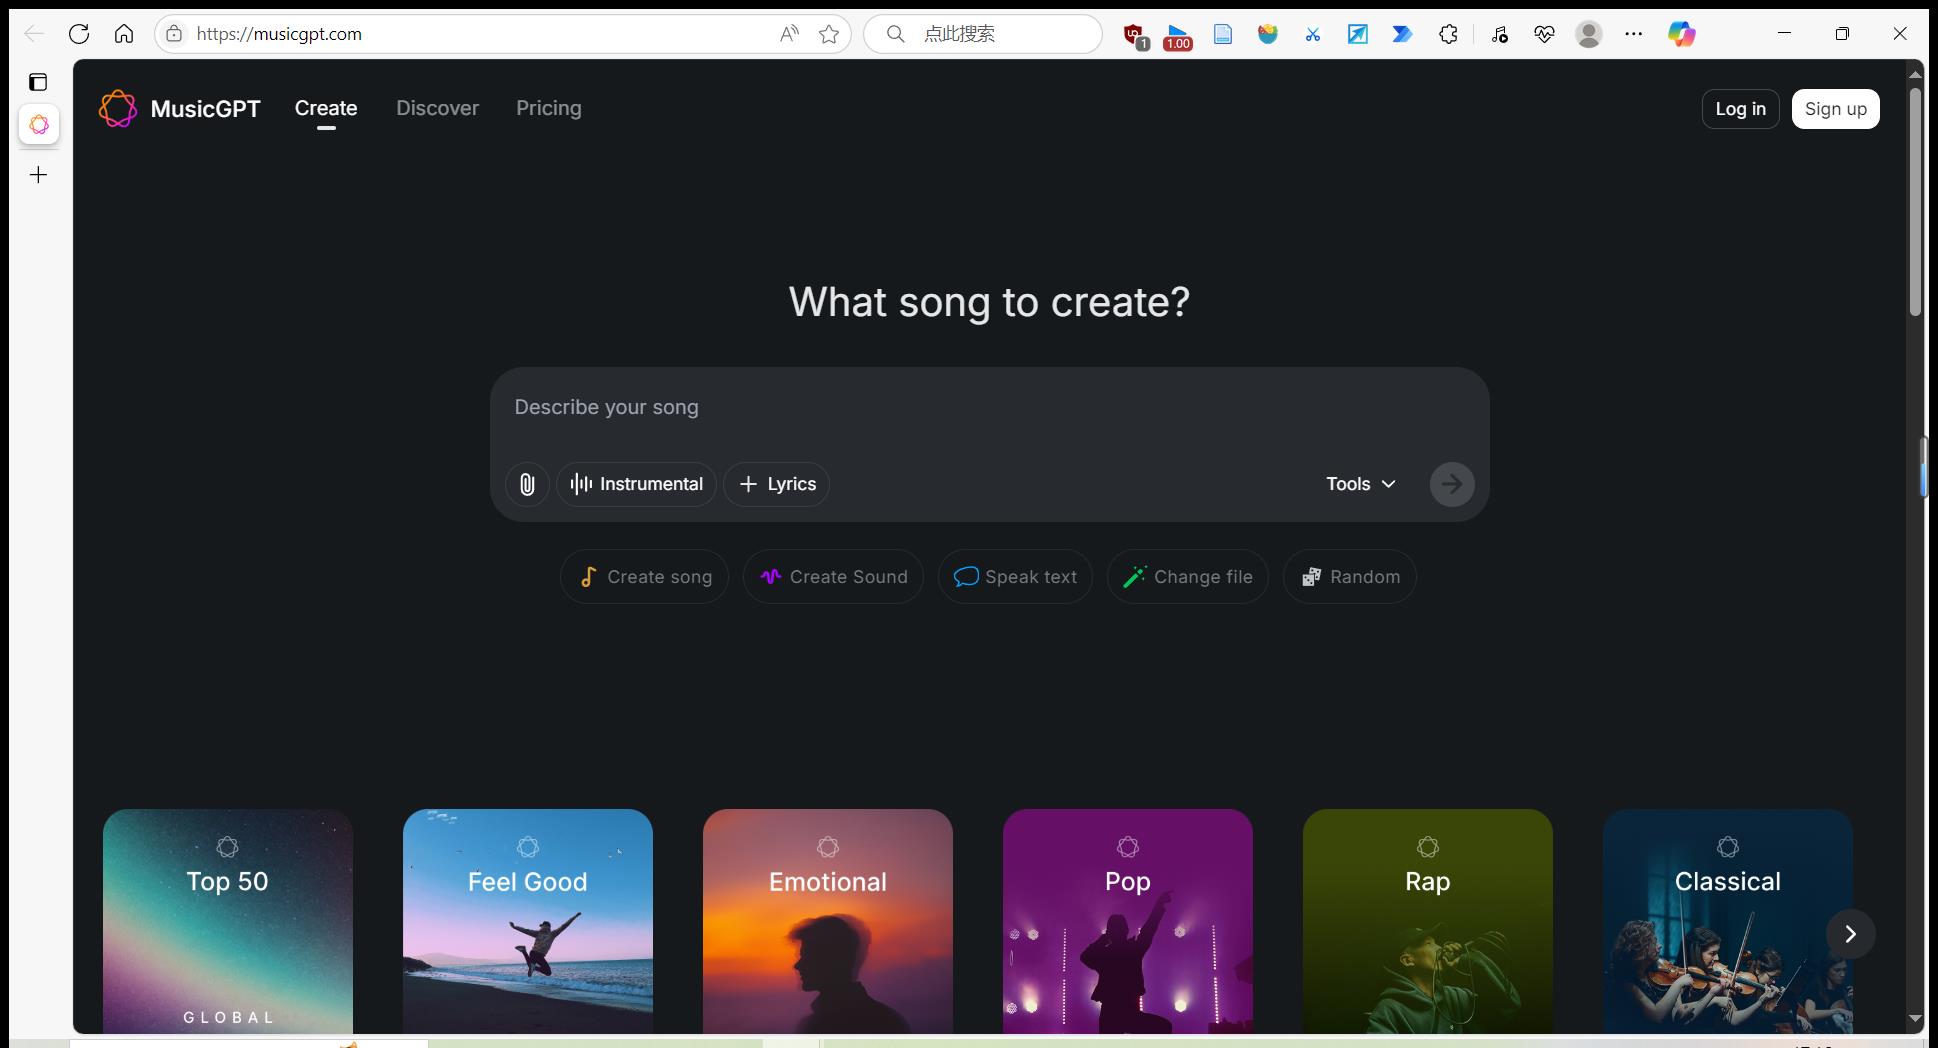 https://musicgpt.com
点此搜索
1
1.00
MusicGPT
Create
Discover
Pricing
Log in
Sign up
What song to create?
Describe your song
Instrumental
Lyrics
Tools
Create song
Create Sound
Speak text
Change file
Random
Top 50
Feel Good
Emotional
Pop
Rap
Classical
GLOBAL